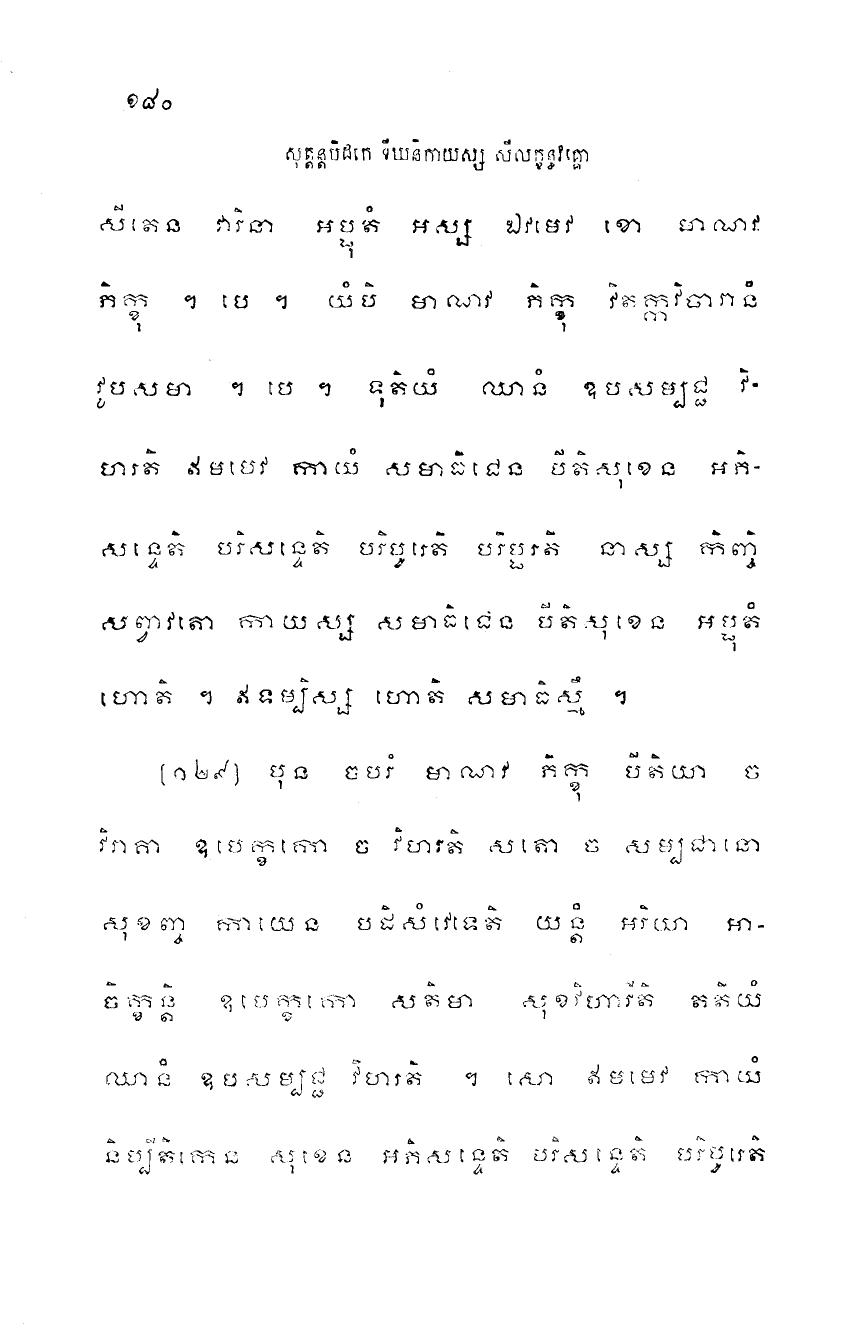 ១៨០
សុត្តន្តបិដកេ ទីឃនិកាយស្ស សីលក្ខន្ធវគ្គោ
សីតេន វារិនា អប្ផុតំ អស្ស ឯវមេវ ខោ មាណវ
ភិក្ខុ ។ បេ ។ យំបិ មាណវ ភិក្ខុ វិតក្កវិចារានំ
វូបសមា ។ បេ ។ ទុតិយំ ឈានំ ឧបសម្បជ្ជ វិ-
ហរតិ ឥមមេវ កាយំ សមាធិជេន បីតិសុខេន អភិ-
សន្ទេតិ បរិសន្ទេតិ បរិបូរេតិ បរិប្ផរតិ នាស្ស កិញ្ចិ
សព្វាវតោ កាយស្ស សមាធិជេន បីតិសុខេន អប្ផុតំ
ហោតិ ។ ឥទម្បិស្ស ហោតិ សមាធិស្មឹ ។
[១២៩] បុន ចបរំ មាណវ ភិក្ខុ បីតិយា ច
វិរាគា ឧបេក្ខកោ ច វិហរតិ សតោ ច សម្បជានោ
សុខញ្ច កាយេន បដិសំវេទេតិ យន្តំ អរិយា អា-
ចិក្ខន្តិ ឧបេក្ខកោ សតិមា សុខវិហារីតិ តតិយំ
ឈានំ ឧបសម្បជ្ជ វិហរតិ ។ សោ ឥមមេវ កាយំ
និប្បីតិកេន សុខេន អភិសន្ទេតិ បរិសន្ទេតិ បរិបូរេតិ